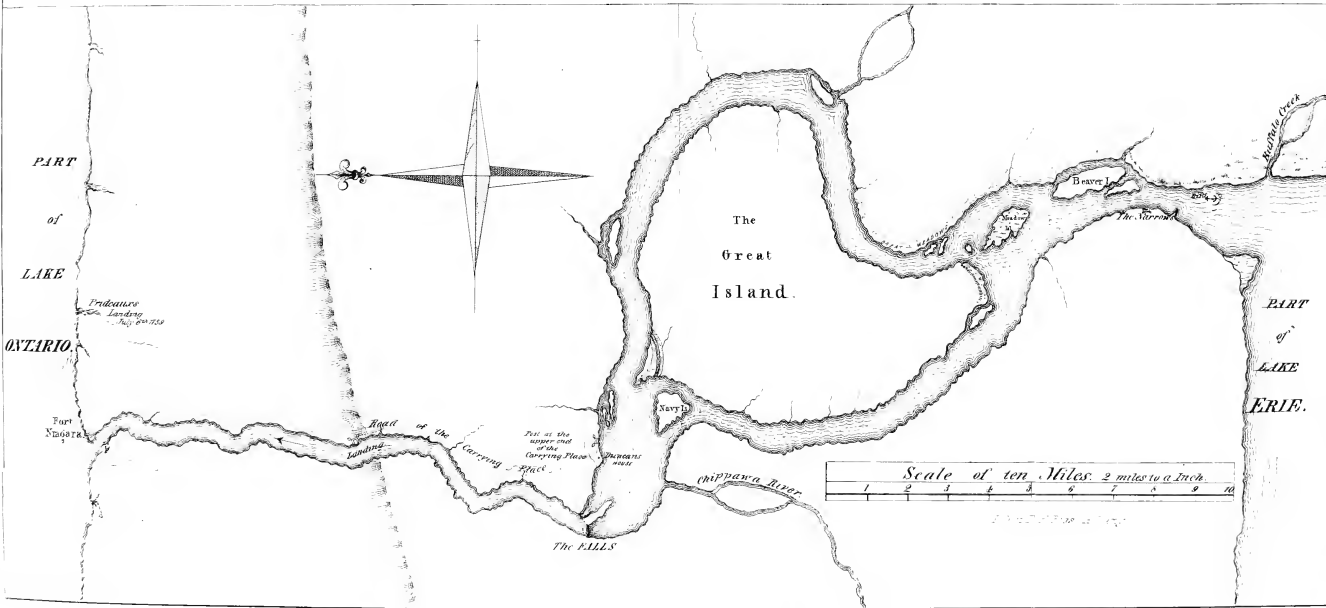 PART
of
LAKE
ONTARIO.
Prideaux's
Landing
July 6th 1759
Fort
Niagara
Road of the Carrying Place
Landing
Post at the
upper end
of the
Carrying Place
Duncans
house
The FALLS
Chippawa River
Navy I.
The
Great
Island.
Meadow
Beaver I.
The Narrows
Buffalo Creek
PART
of
LAKE
ERIE.
Scale of ten Miles. 2 miles to a Inch.
1 2 3 4 5 6 7 8 9 10